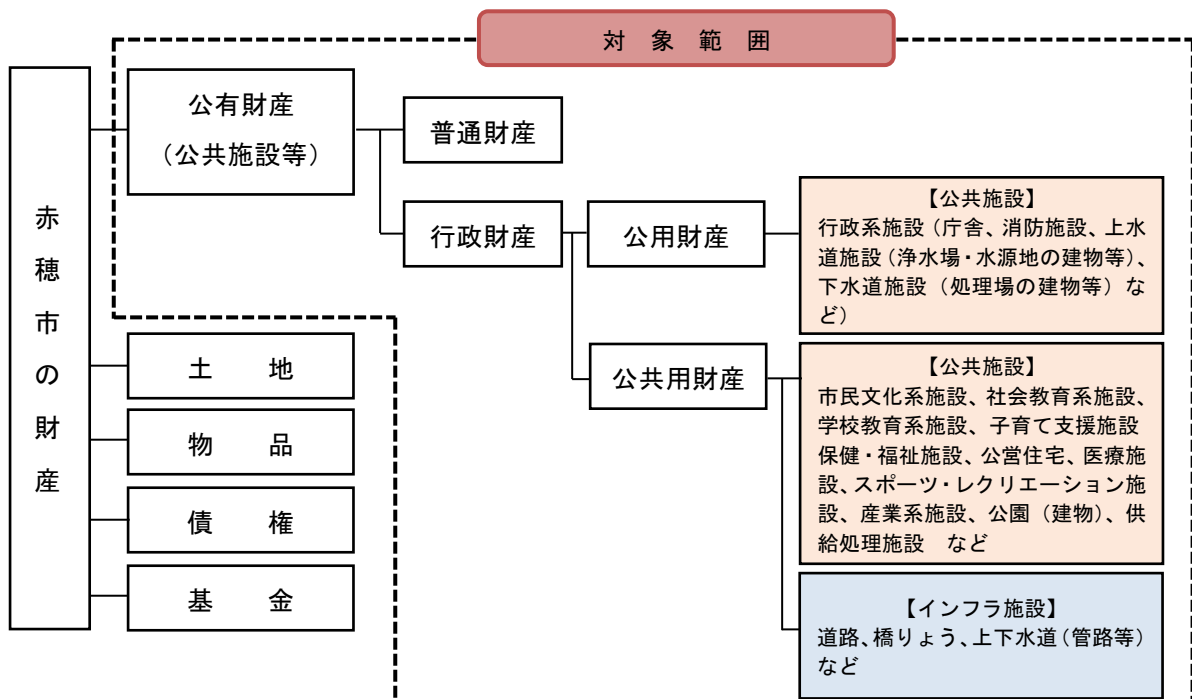 対象範囲
赤穂市の財産
公有財産
（公共施設等）
普通財産
行政財産
公用財産
【公共施設】
行政系施設（庁舎、消防施設、上水
道施設（浄水場・水源地の建物等）、
下水道施設（処理場の建物等）な
ど）
公共用財産
【公共施設】
市民文化系施設、社会教育系施設、
学校教育系施設、子育て支援施設
保健・福祉施設、公営住宅、医療施
設、スポーツ・レクリエーション施
設、産業系施設、公園（建物）、供
給処理施設　など
【インフラ施設】
道路、橋りょう、上下水道（管路等）
など
土地
物品
債権
基金